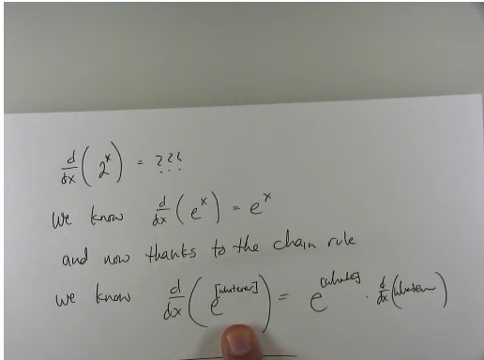 d/dx (2^x) = ???
We know d/dx (e^x) = e^x
and now thanks to the chain rule
we know d/dx (e^[whatever]) = e^[whatever] · d/dx (whatever)